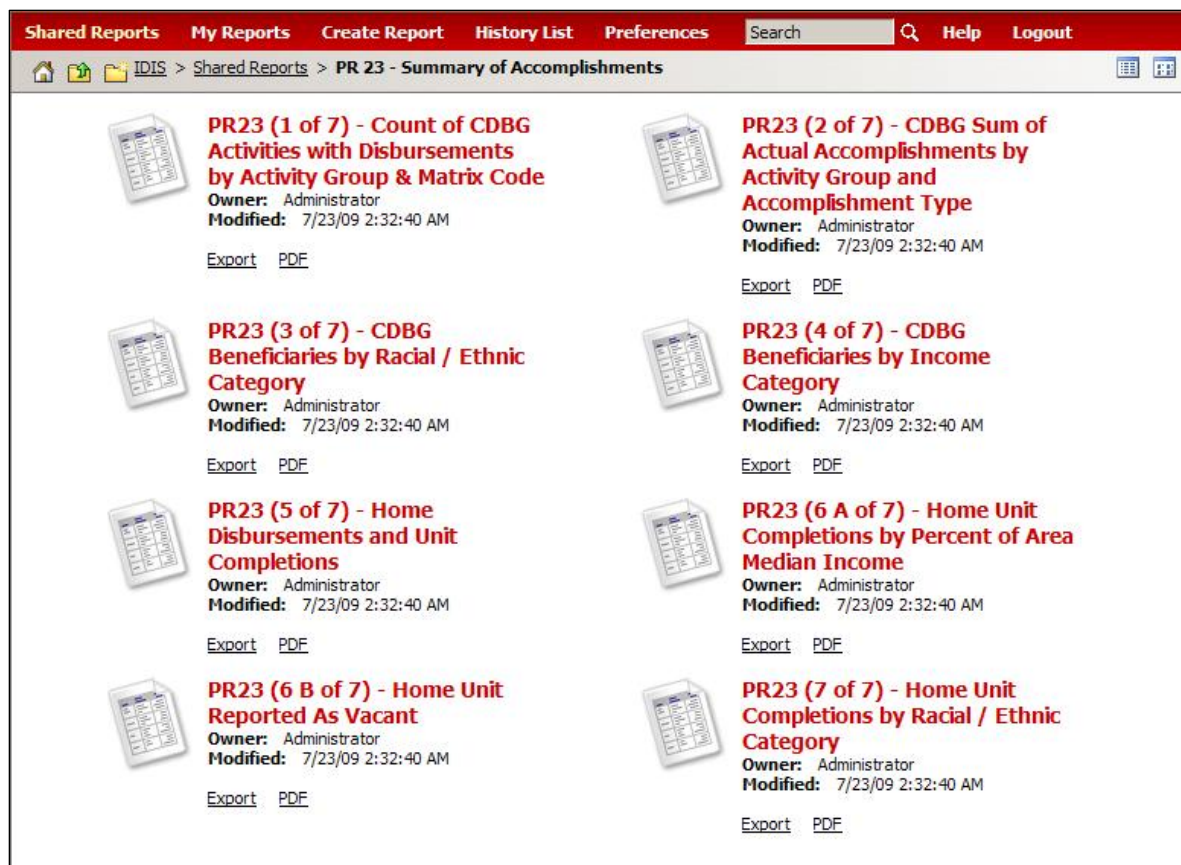 Shared Reports My Reports Create Report History List Preferences Search Help Logout
IDIS > Shared Reports > PR 23 - Summary of Accomplishments
PR23 (1 of 7) - Count of CDBG
Activities with Disbursements
by Activity Group & Matrix Code
Owner: Administrator
Modified: 7/23/09 2:32:40 AM
Export PDF
PR23 (2 of 7) - CDBG Sum of
Actual Accomplishments by
Activity Group and
Accomplishment Type
Owner: Administrator
Modified: 7/23/09 2:32:40 AM
Export PDF
PR23 (3 of 7) - CDBG
Beneficiaries by Racial / Ethnic
Category
Owner: Administrator
Modified: 7/23/09 2:32:40 AM
Export PDF
PR23 (4 of 7) - CDBG
Beneficiaries by Income
Category
Owner: Administrator
Modified: 7/23/09 2:32:40 AM
Export PDF
PR23 (5 of 7) - Home
Disbursements and Unit
Completions
Owner: Administrator
Modified: 7/23/09 2:32:40 AM
Export PDF
PR23 (6 A of 7) - Home Unit
Completions by Percent of Area
Median Income
Owner: Administrator
Modified: 7/23/09 2:32:40 AM
Export PDF
PR23 (6 B of 7) - Home Unit
Reported As Vacant
Owner: Administrator
Modified: 7/23/09 2:32:40 AM
Export PDF
PR23 (7 of 7) - Home Unit
Completions by Racial / Ethnic
Category
Owner: Administrator
Modified: 7/23/09 2:32:40 AM
Export PDF